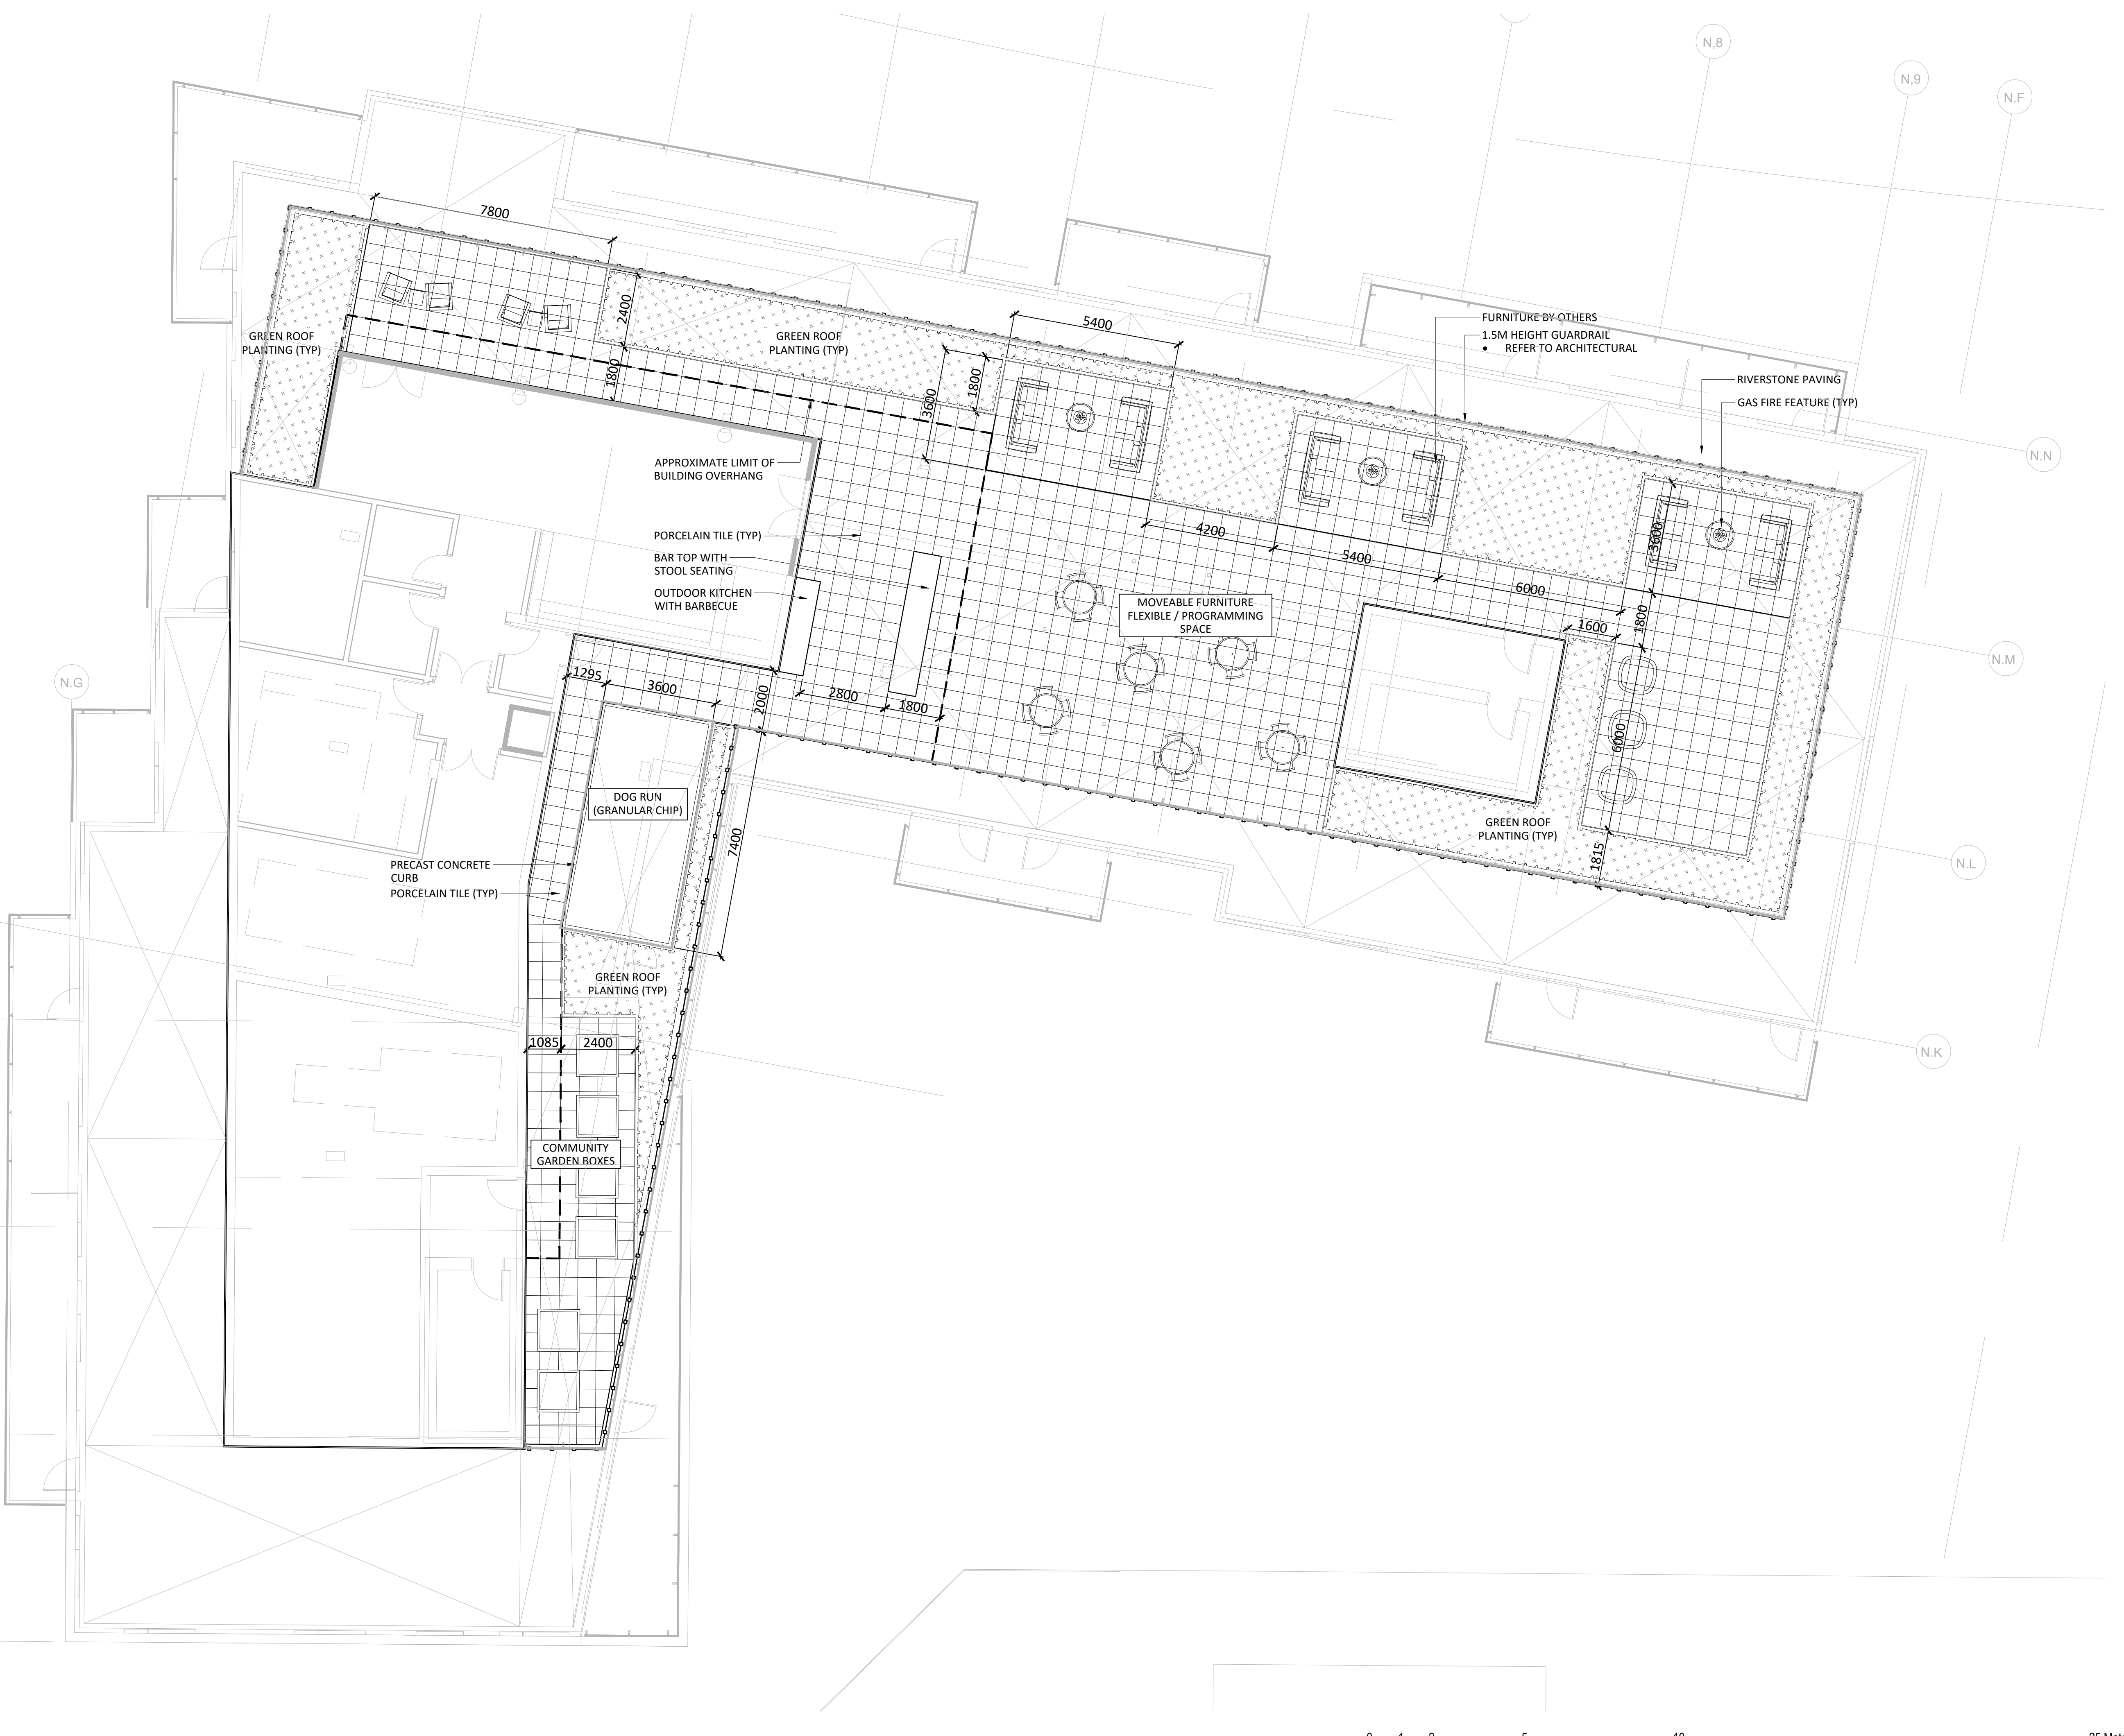 N,8
N,9
N.F
7800
GREEN ROOF
PLANTING (TYP)
2400
1800
GREEN ROOF
PLANTING (TYP)
5400
3600
1800
FURNITURE BY OTHERS
1.5M HEIGHT GUARDRAIL
• REFER TO ARCHITECTURAL
RIVERSTONE PAVING
GAS FIRE FEATURE (TYP)
N.N
APPROXIMATE LIMIT OF
BUILDING OVERHANG
PORCELAIN TILE (TYP)
BAR TOP WITH
STOOL SEATING
OUTDOOR KITCHEN
WITH BARBECUE
4200
5400
6000
3600
1800
1600
MOVEABLE FURNITURE
FLEXIBLE / PROGRAMMING
SPACE
N.M
N.G
1295
3600
2000
2800
1800
6000
DOG RUN
(GRANULAR CHIP)
7400
GREEN ROOF
PLANTING (TYP)
1815
N.L
PRECAST CONCRETE
CURB
PORCELAIN TILE (TYP)
GREEN ROOF
PLANTING (TYP)
1085
2400
N.K
COMMUNITY
GARDEN BOXES